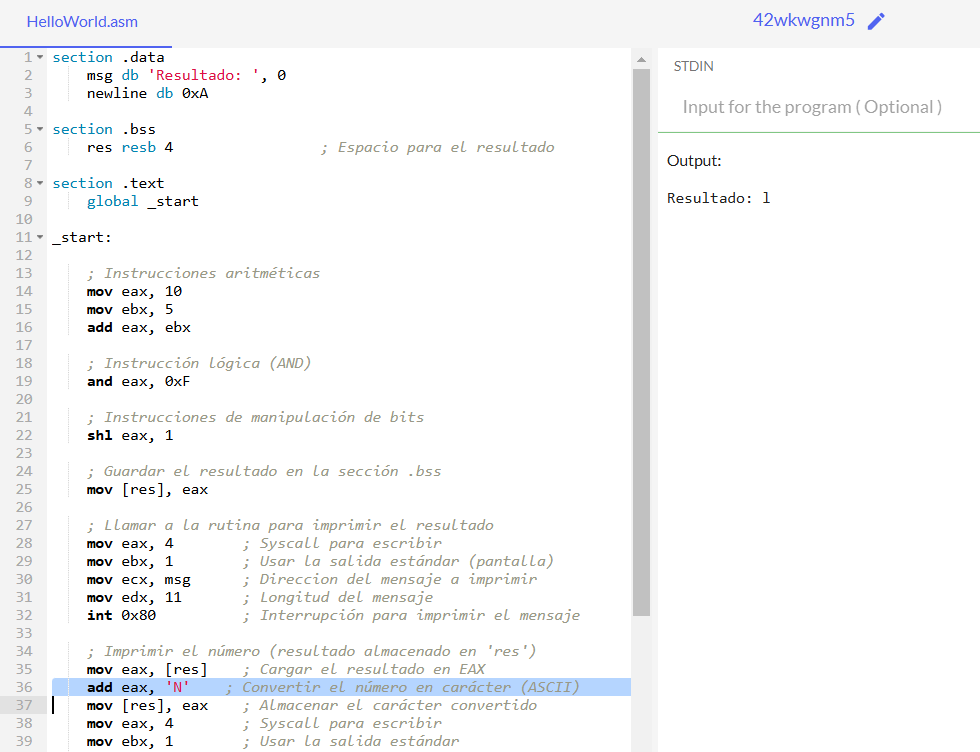 HelloWorld.asm
42wkwgnm5
1 section .data
2 msg db 'Resultado: ', 0
3 newline db 0xA
4
5 section .bss
6 res resb 4 ; Espacio para el resultado
7
8 section .text
9 global _start
10
11 _start:
12
13 ; Instrucciones aritméticas
14 mov eax, 10
15 mov ebx, 5
16 add eax, ebx
17
18 ; Instrucción lógica (AND)
19 and eax, 0xF
20
21 ; Instrucciones de manipulación de bits
22 shl eax, 1
23
24 ; Guardar el resultado en la sección .bss
25 mov [res], eax
26
27 ; Llamar a la rutina para imprimir el resultado
28 mov eax, 4 ; Syscall para escribir
29 mov ebx, 1 ; Usar la salida estándar (pantalla)
30 mov ecx, msg ; Direccion del mensaje a imprimir
31 mov edx, 11 ; Longitud del mensaje
32 int 0x80 ; Interrupción para imprimir el mensaje
33
34 ; Imprimir el número (resultado almacenado en 'res')
35 mov eax, [res] ; Cargar el resultado en EAX
36 add eax, 'N' ; Convertir el número en carácter (ASCII)
37 mov [res], eax ; Almacenar el carácter convertido
38 mov eax, 4 ; Syscall para escribir
39 mov ebx, 1 ; Usar la salida estándar
STDIN
Input for the program ( Optional )
Output:
Resultado: l